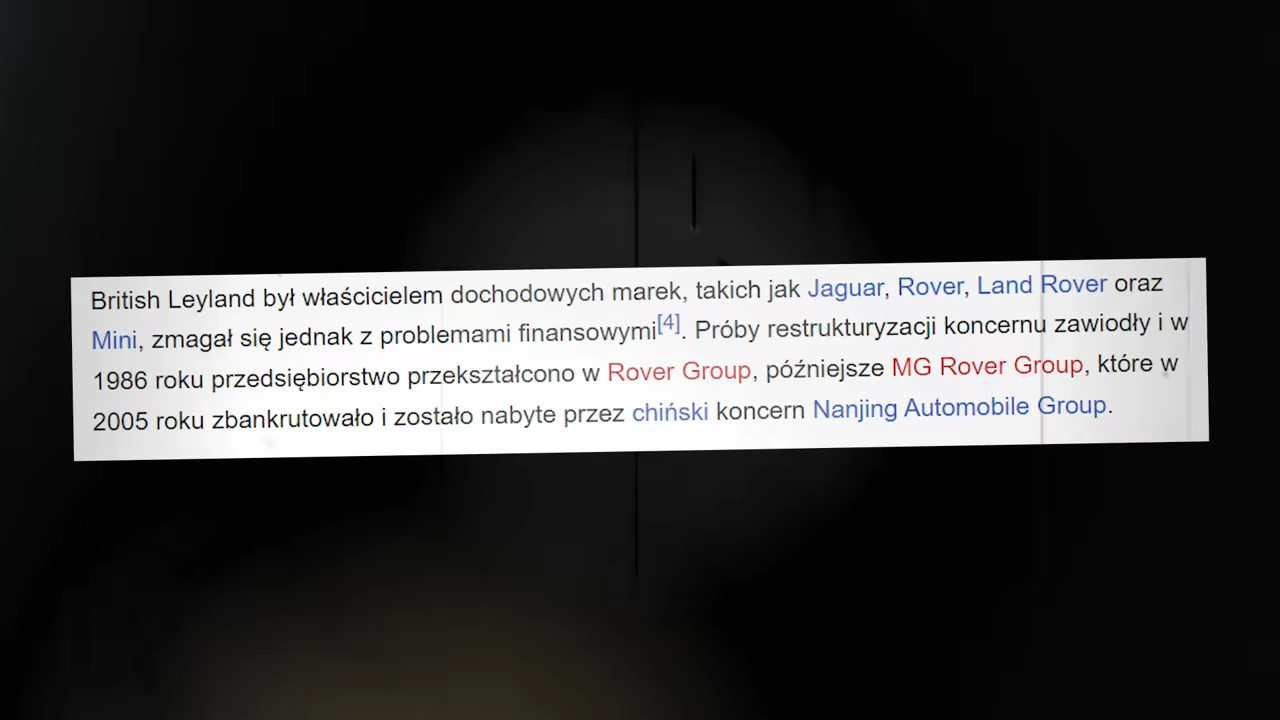 British Leyland był właścicielem dochodowych marek, takich jak Jaguar, Rover, Land Rover oraz
Mini, zmagał się jednak z problemami finansowymi[4]. Próby restrukturyzacji koncernu zawiodły i w
1986 roku przedsiębiorstwo przekształcono w Rover Group, późniejsze MG Rover Group, które w
2005 roku zbankrutowało i zostało nabyte przez chiński koncern Nanjing Automobile Group.